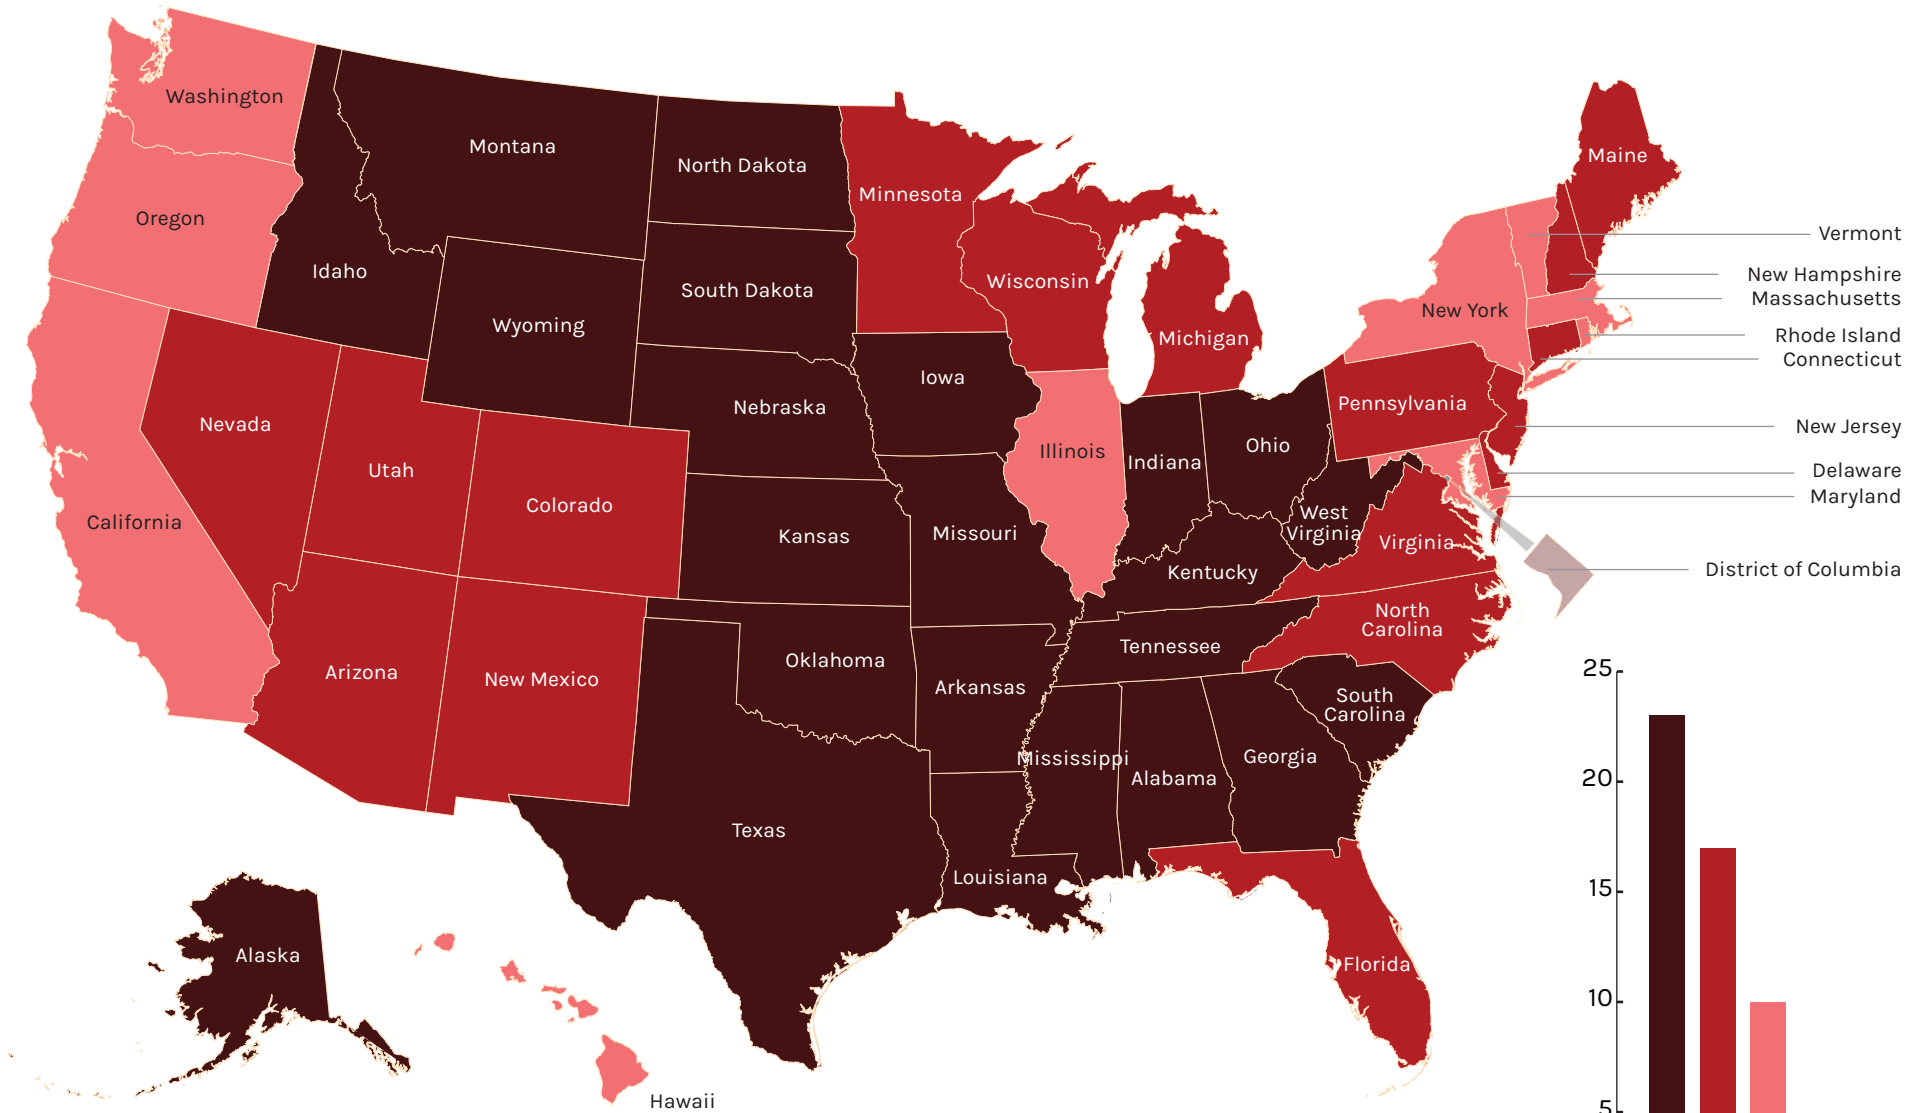 Washington
Montana
North Dakota
Minnesota
Maine
Oregon
Idaho
Vermont
New Hampshire
Massachusetts
Wisconsin
South Dakota
Wyoming
New York
Michigan
Rhode Island
Connecticut
Iowa
Nebraska
Pennsylvania
Nevada
New Jersey
Illinois
Ohio
Indiana
Utah
Delaware
Maryland
Colorado
California
Kansas
Missouri
West
Virginia
Virginia
Kentucky
District of Columbia
North
Carolina
Tennessee
Oklahoma
Arizona
New Mexico
Arkansas
South
Carolina
Mississippi
Alabama
Georgia
Texas
Louisiana
Alaska
Florida
Hawaii
25
20
15
10
5